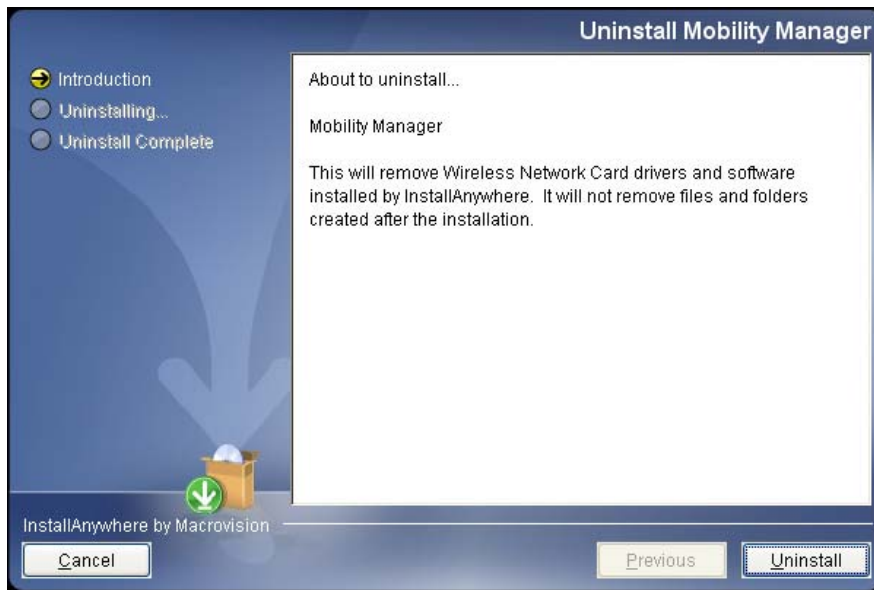 Uninstall Mobility Manager
Introduction
Uninstalling...
Uninstall Complete
About to uninstall...
Mobility Manager
This will remove Wireless Network Card drivers and software
installed by InstallAnywhere. It will not remove files and folders
created after the installation.
InstallAnywhere by Macrovision
Cancel
Previous
Uninstall